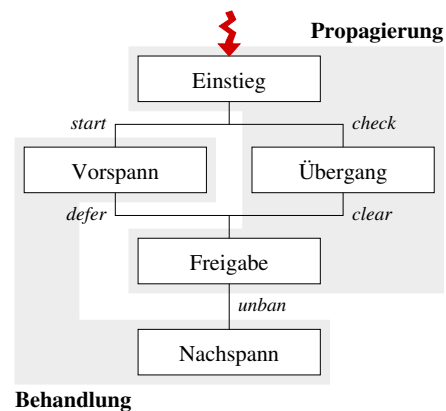 Propagierung
Einstieg
start
check
Vorspann
Übergang
defer
clear
Freigabe
unban
Nachspann
Behandlung